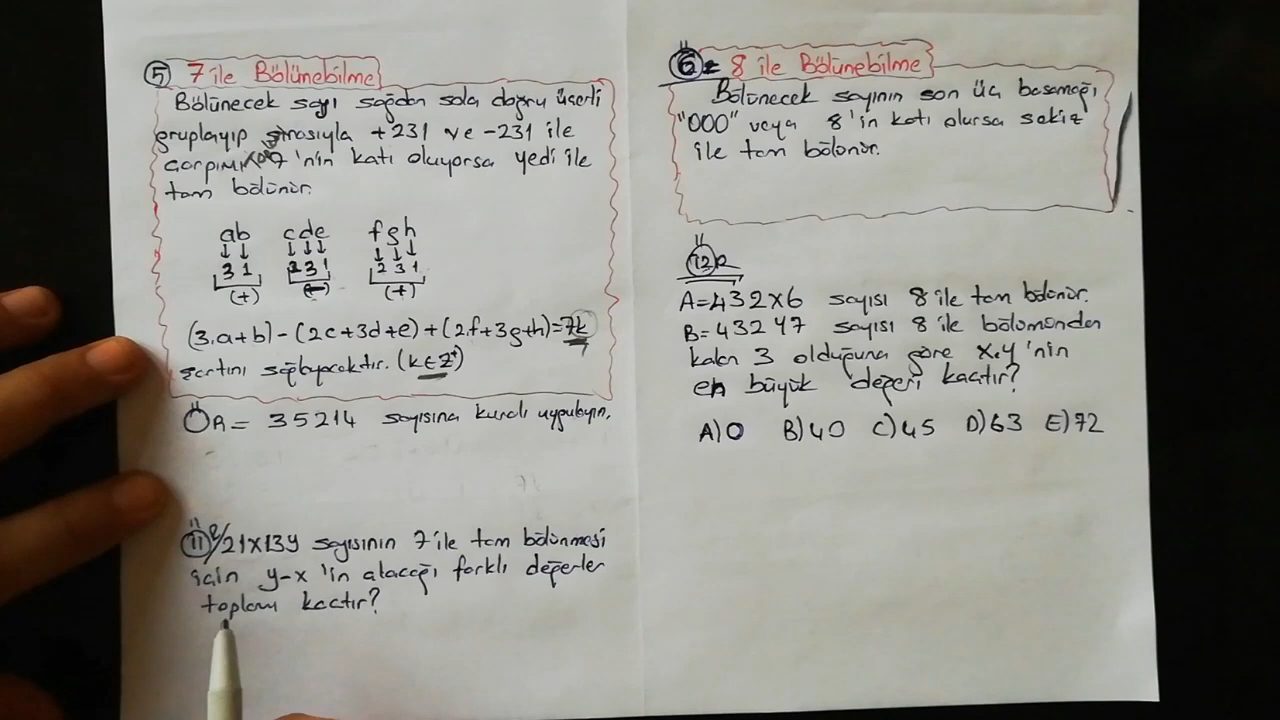 5 7 ile Bölünebilme
Bölünecek sayı sağdan sola doğru üçerli
gruplayıp sırasıyla +231 ve -231 ile
çarpımı 7'nin katı oluyorsa yedi ile
tam bölünür.
ab cde fgh
31 231 231
(+) (-) (+)
(3.a+b)-(2c+3d+e)+(2.f+3g+h)=7k
şartını sağlayacaktır. (k∈Z⁺)
Ö A = 35214 sayısına kuralı uygulayın.
11 21x13y sayısının 7 ile tam bölünmesi
için y-x 'in alacağı farklı değerler
toplamı kaçtır?
6 8 ile Bölünebilme
Bölünecek sayının son üç basamağı
"000" veya 8'in katı olursa sekiz
ile tam bölünür.
12
A=432x6 sayısı 8 ile tam bölünür.
B=4324Y sayısı 8 ile bölümünden
kalan 3 olduğuna göre x.y 'nin
en büyük değeri kaçtır?
A)0 B)40 C)45 D)63 E)72